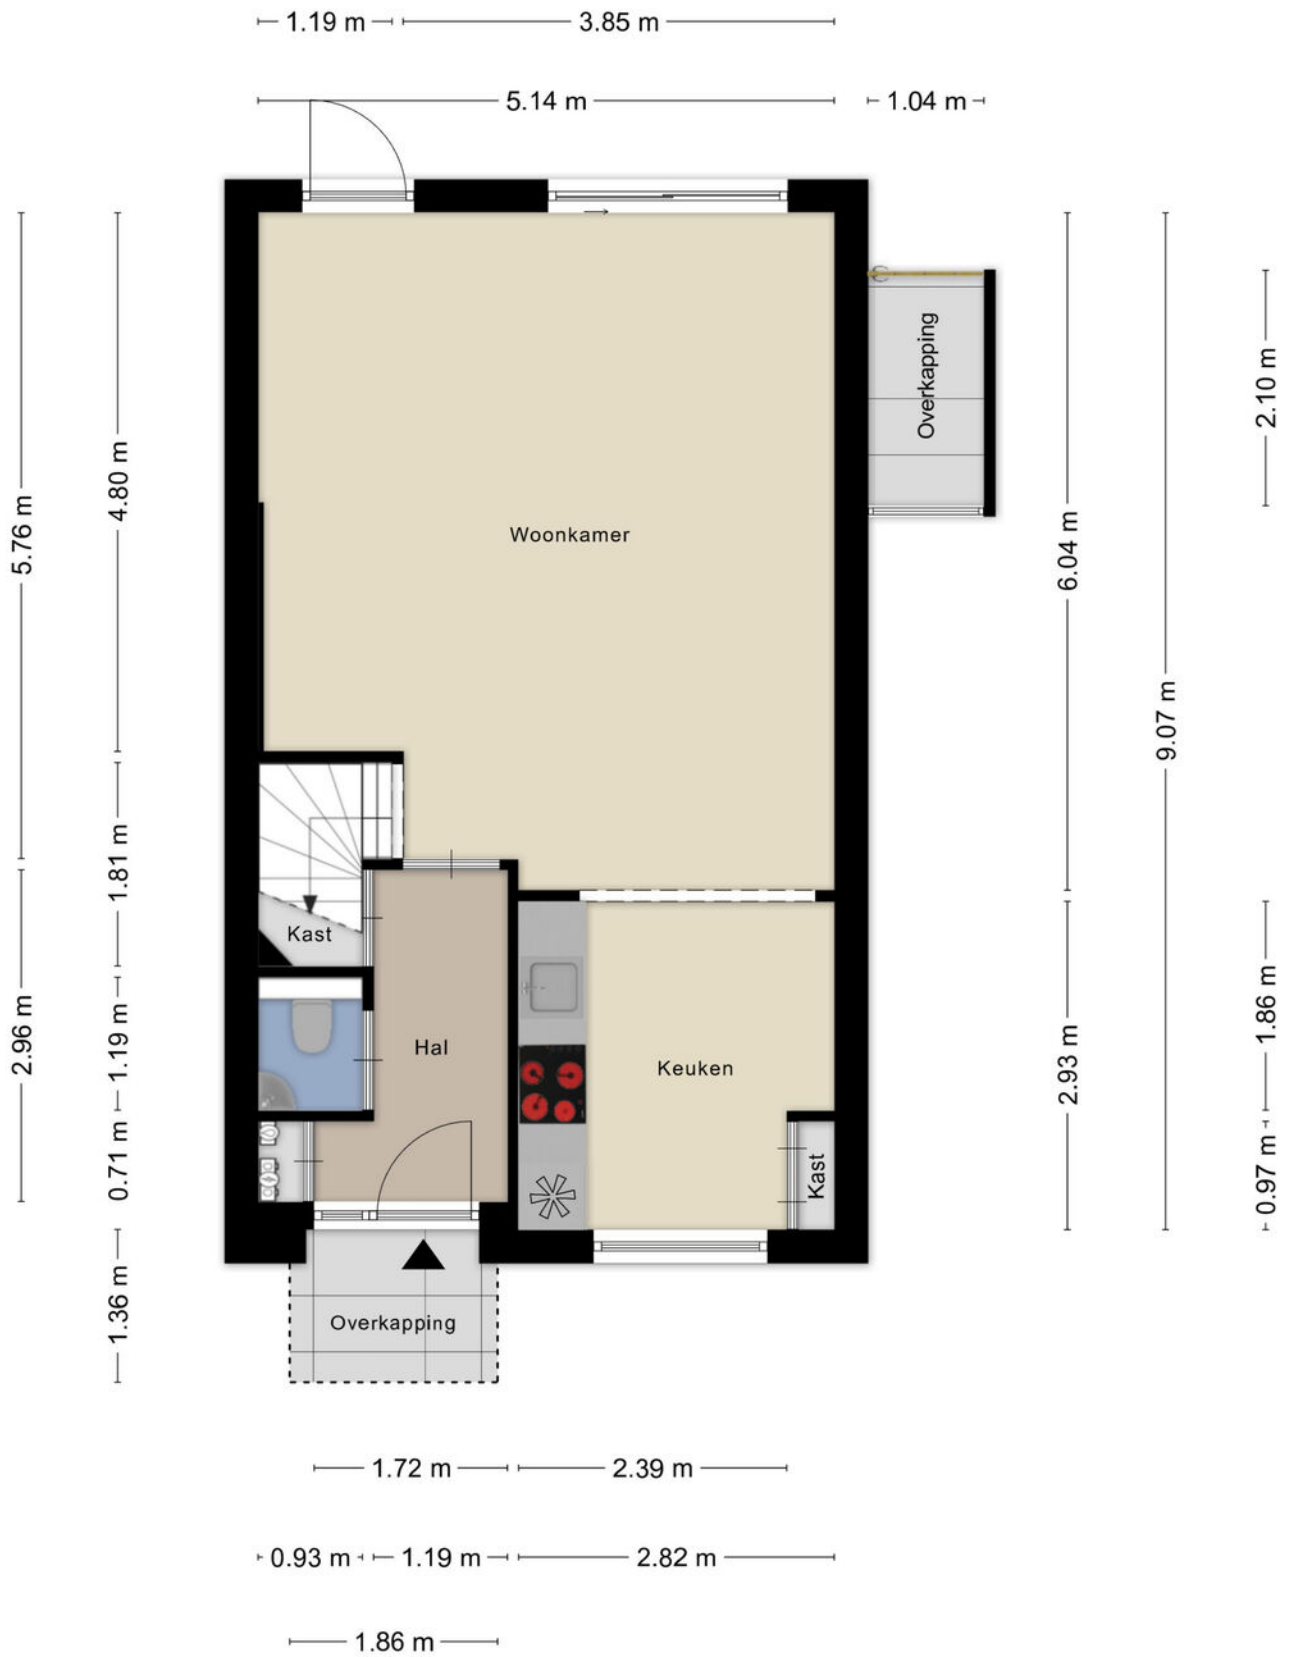 1.19 m
3.85 m
5.14 m
1.04 m
5.76 m
4.80 m
Overkapping
2.10 m
Woonkamer
6.04 m
9.07 m
1.81 m
Kast
2.96 m
1.19 m
Hal
Keuken
2.93 m
1.86 m
0.71 m
Kast
0.97 m
1.36 m
Overkapping
1.72 m
2.39 m
0.93 m
1.19 m
2.82 m
1.86 m